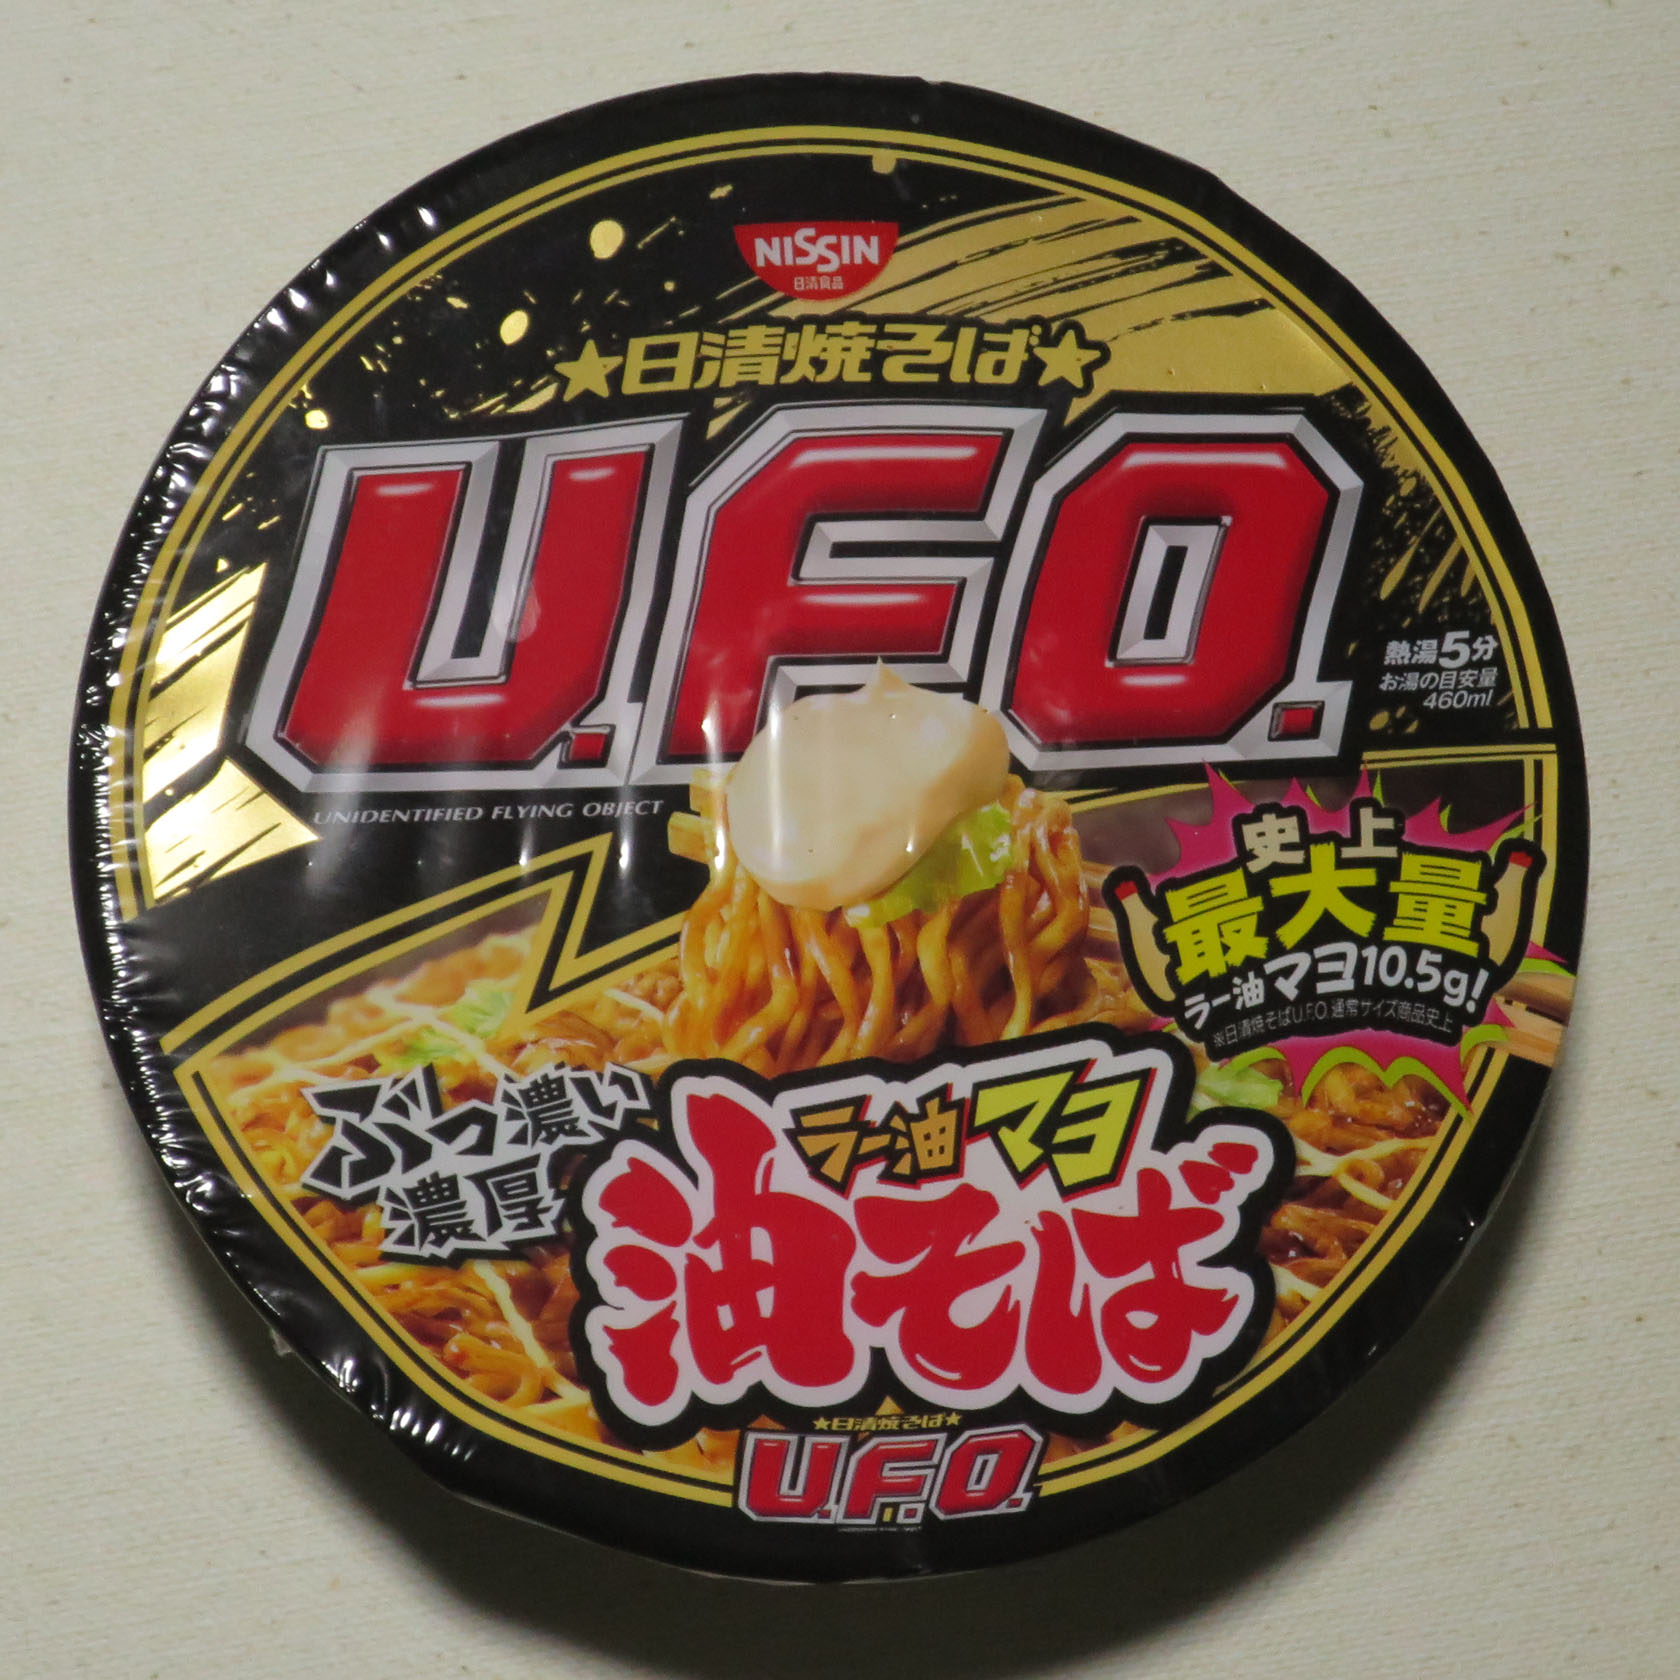 NISSIN
日清食品
★日清焼そば★
U.F.O.
UNIDENTIFIED FLYING OBJECT
熱湯5分
お湯の目安量
460ml
史上
最大量
ラー油マヨ10.5g!
※日清焼そばU.F.O.通常サイズ商品史上
ぶっ濃い
濃厚
ラー油マヨ
油そば
★日清焼そば★
U.F.O.